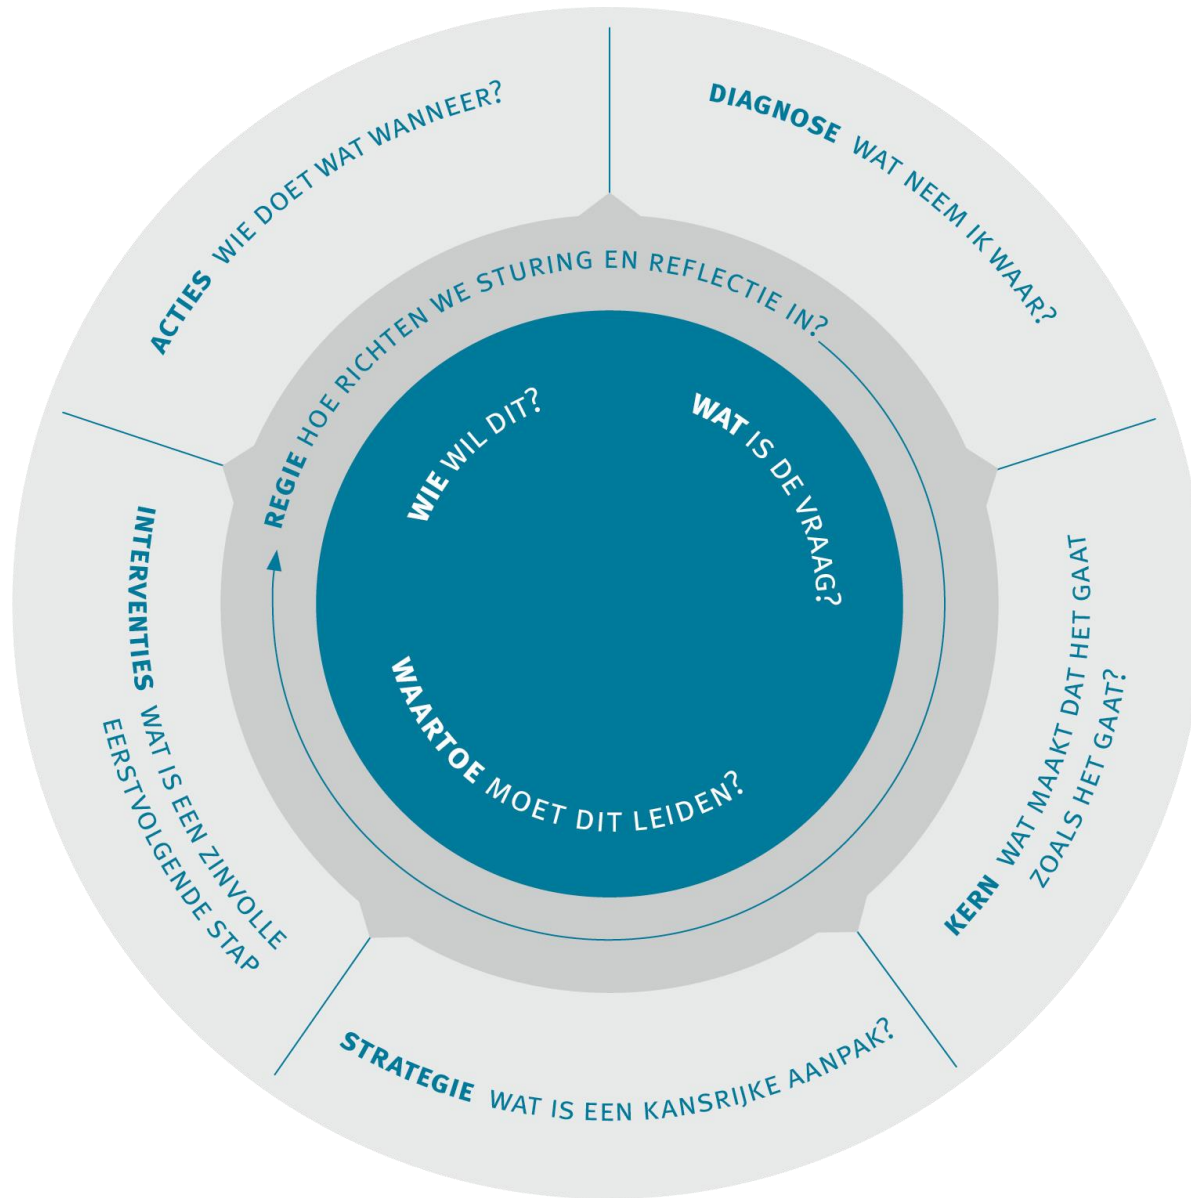 DIAGNOSE WAT NEEM IK WAAR?
KERN WAT MAAKT DAT HET GAAT
ZOALS HET GAAT?
STRATEGIE WAT IS EEN KANSRIJKE AANPAK?
INTERVENTIES WAT IS EEN ZINVOLLE
EERSTVOLGENDE STAP
ACTIES WIE DOET WAT WANNEER?
REGIE HOE RICHTEN WE STURING EN REFLECTIE IN?
WIE WIL DIT?
WAT IS DE VRAAG?
WAARTOE MOET DIT LEIDEN?